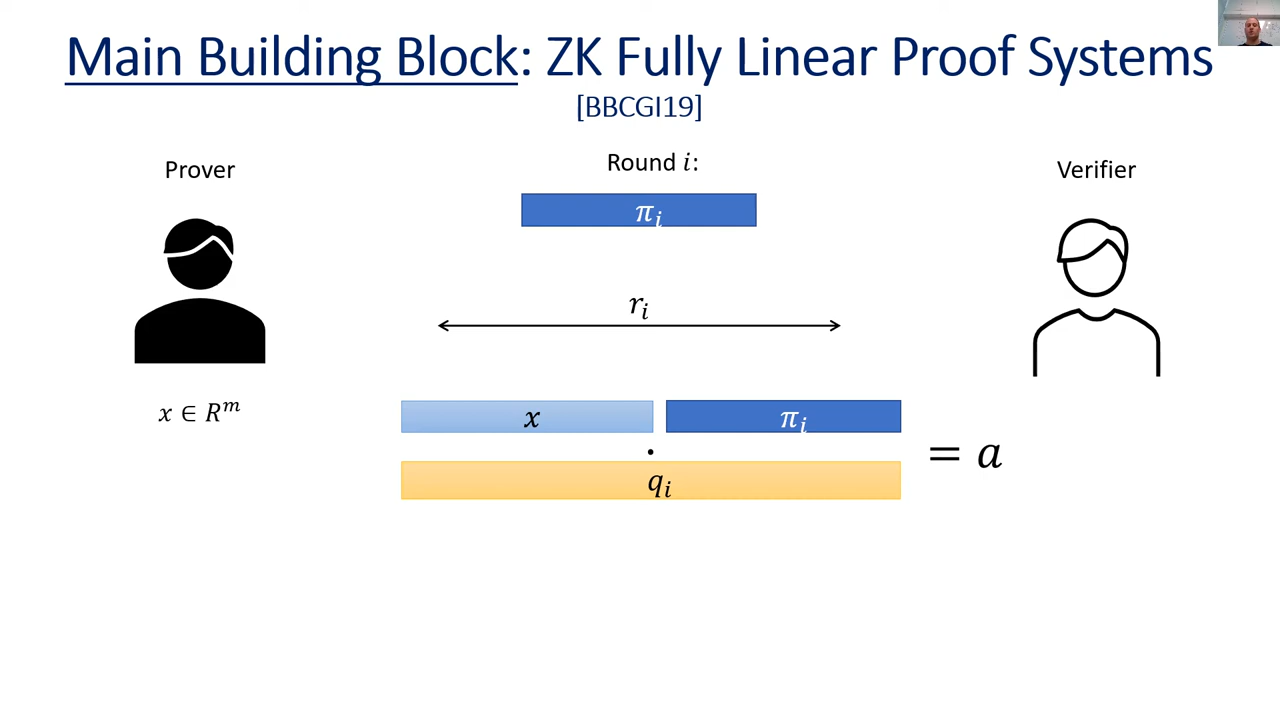 Main Building Block: ZK Fully Linear Proof Systems
[BBCGI19]
Prover
Round 𝑖:
Verifier
π_i
r_i
x ∈ R^m
x
π_i
·
= a
q_i